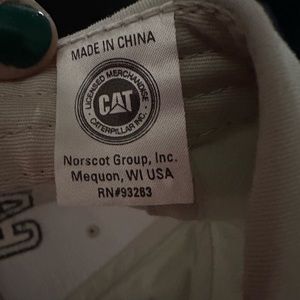 MADE IN CHINA
LICENSED MERCHANDISE
CAT
CATERPILLAR INC.
Norscot Group, Inc.
Mequon, WI USA
RN#93263